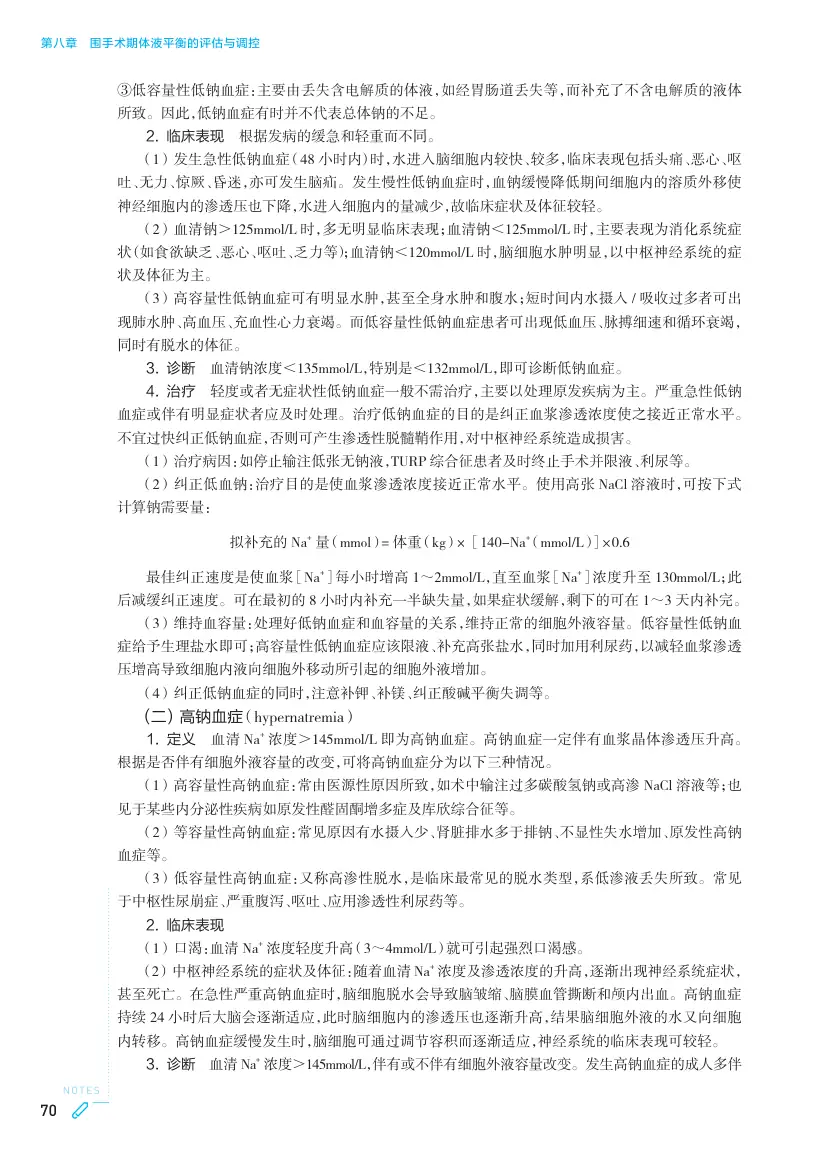 第八章　围手术期体液平衡的评估与调控
③低容量性低钠血症：主要由丢失含电解质的体液，如经胃肠道丢失等，而补充了不含电解质的液体
所致。因此，低钠血症有时并不代表总体钠的不足。
2. 临床表现　根据发病的缓急和轻重而不同。
（1）发生急性低钠血症（48 小时内）时，水进入脑细胞内较快、较多，临床表现包括头痛、恶心、呕
吐、无力、惊厥、昏迷，亦可发生脑疝。发生慢性低钠血症时，血钠缓慢降低期间细胞内的溶质外移使
神经细胞内的渗透压也下降，水进入细胞内的量减少，故临床症状及体征较轻。
（2）血清钠＞125mmol/L 时，多无明显临床表现；血清钠＜125mmol/L 时，主要表现为消化系统症
状（如食欲缺乏、恶心、呕吐、乏力等）；血清钠＜120mmol/L 时，脑细胞水肿明显，以中枢神经系统的症
状及体征为主。
（3）高容量性低钠血症可有明显水肿，甚至全身水肿和腹水；短时间内水摄入 / 吸收过多者可出
现肺水肿、高血压、充血性心力衰竭。而低容量性低钠血症患者可出现低血压、脉搏细速和循环衰竭，
同时有脱水的体征。
3. 诊断　血清钠浓度＜135mmol/L，特别是＜132mmol/L，即可诊断低钠血症。
4. 治疗　轻度或者无症状性低钠血症一般不需治疗，主要以处理原发疾病为主。严重急性低钠
血症或伴有明显症状者应及时处理。治疗低钠血症的目的是纠正血浆渗透浓度使之接近正常水平。
不宜过快纠正低钠血症，否则可产生渗透性脱髓鞘作用，对中枢神经系统造成损害。
（1）治疗病因：如停止输注低张无钠液，TURP 综合征患者及时终止手术并限液、利尿等。
（2）纠正低血钠：治疗目的是使血浆渗透浓度接近正常水平。使用高张 NaCl 溶液时，可按下式
计算钠需要量：
拟补充的 Na⁺ 量（mmol）= 体重（kg）×［140–Na⁺（mmol/L）］×0.6
最佳纠正速度是使血浆［Na⁺］每小时增高 1～2mmol/L，直至血浆［Na⁺］浓度升至 130mmol/L；此
后减缓纠正速度。可在最初的 8 小时内补充一半缺失量，如果症状缓解，剩下的可在 1～3 天内补完。
（3）维持血容量：处理好低钠血症和血容量的关系，维持正常的细胞外液容量。低容量性低钠血
症给予生理盐水即可；高容量性低钠血症应该限液、补充高张盐水，同时加用利尿药，以减轻血浆渗透
压增高导致细胞内液向细胞外移动所引起的细胞外液增加。
（4）纠正低钠血症的同时，注意补钾、补镁、纠正酸碱平衡失调等。
（二）高钠血症（hypernatremia）
1. 定义　血清 Na⁺ 浓度＞145mmol/L 即为高钠血症。高钠血症一定伴有血浆晶体渗透压升高。
根据是否伴有细胞外液容量的改变，可将高钠血症分为以下三种情况。
（1）高容量性高钠血症：常由医源性原因所致，如术中输注过多碳酸氢钠或高渗 NaCl 溶液等；也
见于某些内分泌性疾病如原发性醛固酮增多症及库欣综合征等。
（2）等容量性高钠血症：常见原因有水摄入少、肾脏排水多于排钠、不显性失水增加、原发性高钠
血症等。
（3）低容量性高钠血症：又称高渗性脱水，是临床最常见的脱水类型，系低渗液丢失所致。常见
于中枢性尿崩症、严重腹泻、呕吐、应用渗透性利尿药等。
2. 临床表现
（1）口渴：血清 Na⁺ 浓度轻度升高（3～4mmol/L）就可引起强烈口渴感。
（2）中枢神经系统的症状及体征：随着血清 Na⁺ 浓度及渗透浓度的升高，逐渐出现神经系统症状，
甚至死亡。在急性严重高钠血症时，脑细胞脱水会导致脑皱缩、脑膜血管撕断和颅内出血。高钠血症
持续 24 小时后大脑会逐渐适应，此时脑细胞内的渗透压也逐渐升高，结果脑细胞外液的水又向细胞
内转移。高钠血症缓慢发生时，脑细胞可通过调节容积而逐渐适应，神经系统的临床表现可较轻。
3. 诊断　血清 Na⁺ 浓度＞145mmol/L，伴有或不伴有细胞外液容量改变。发生高钠血症的成人多伴
NOTES
70